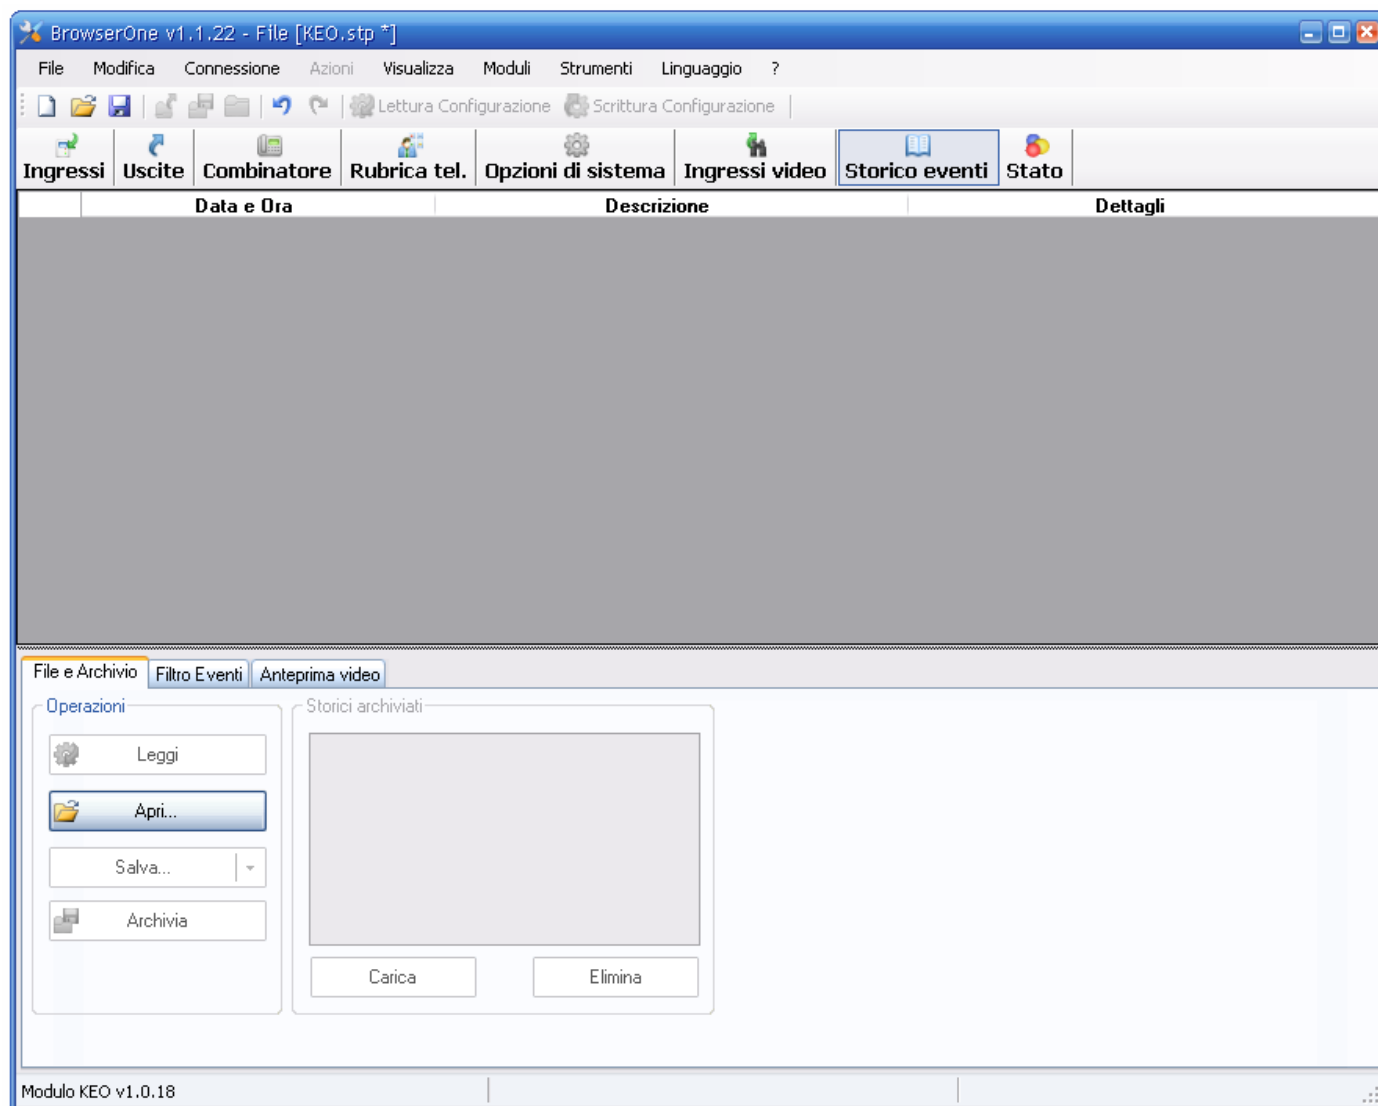 BrowserOne v1.1.22 - File [KEO.stp *]
File Modifica Connessione Azioni Visualizza Moduli Strumenti Linguaggio ?
Lettura Configurazione Scrittura Configurazione
Ingressi Uscite Combinatore Rubrica tel. Opzioni di sistema Ingressi video Storico eventi Stato
Data e Ora Descrizione Dettagli
File e Archivio Filtro Eventi Anteprima video
Operazioni Storici archiviati
Leggi
Apri...
Salva...
Archivia
Carica Elimina
Modulo KEO v1.0.18